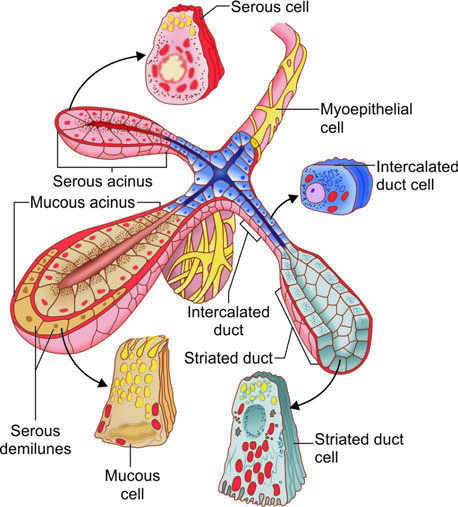 Serous cell
Myoepithelial
cell
Intercalated
duct cell
Serous acinus
Mucous acinus
Intercalated
duct
Striated duct
Serous
demilunes
Mucous
cell
Striated duct
cell